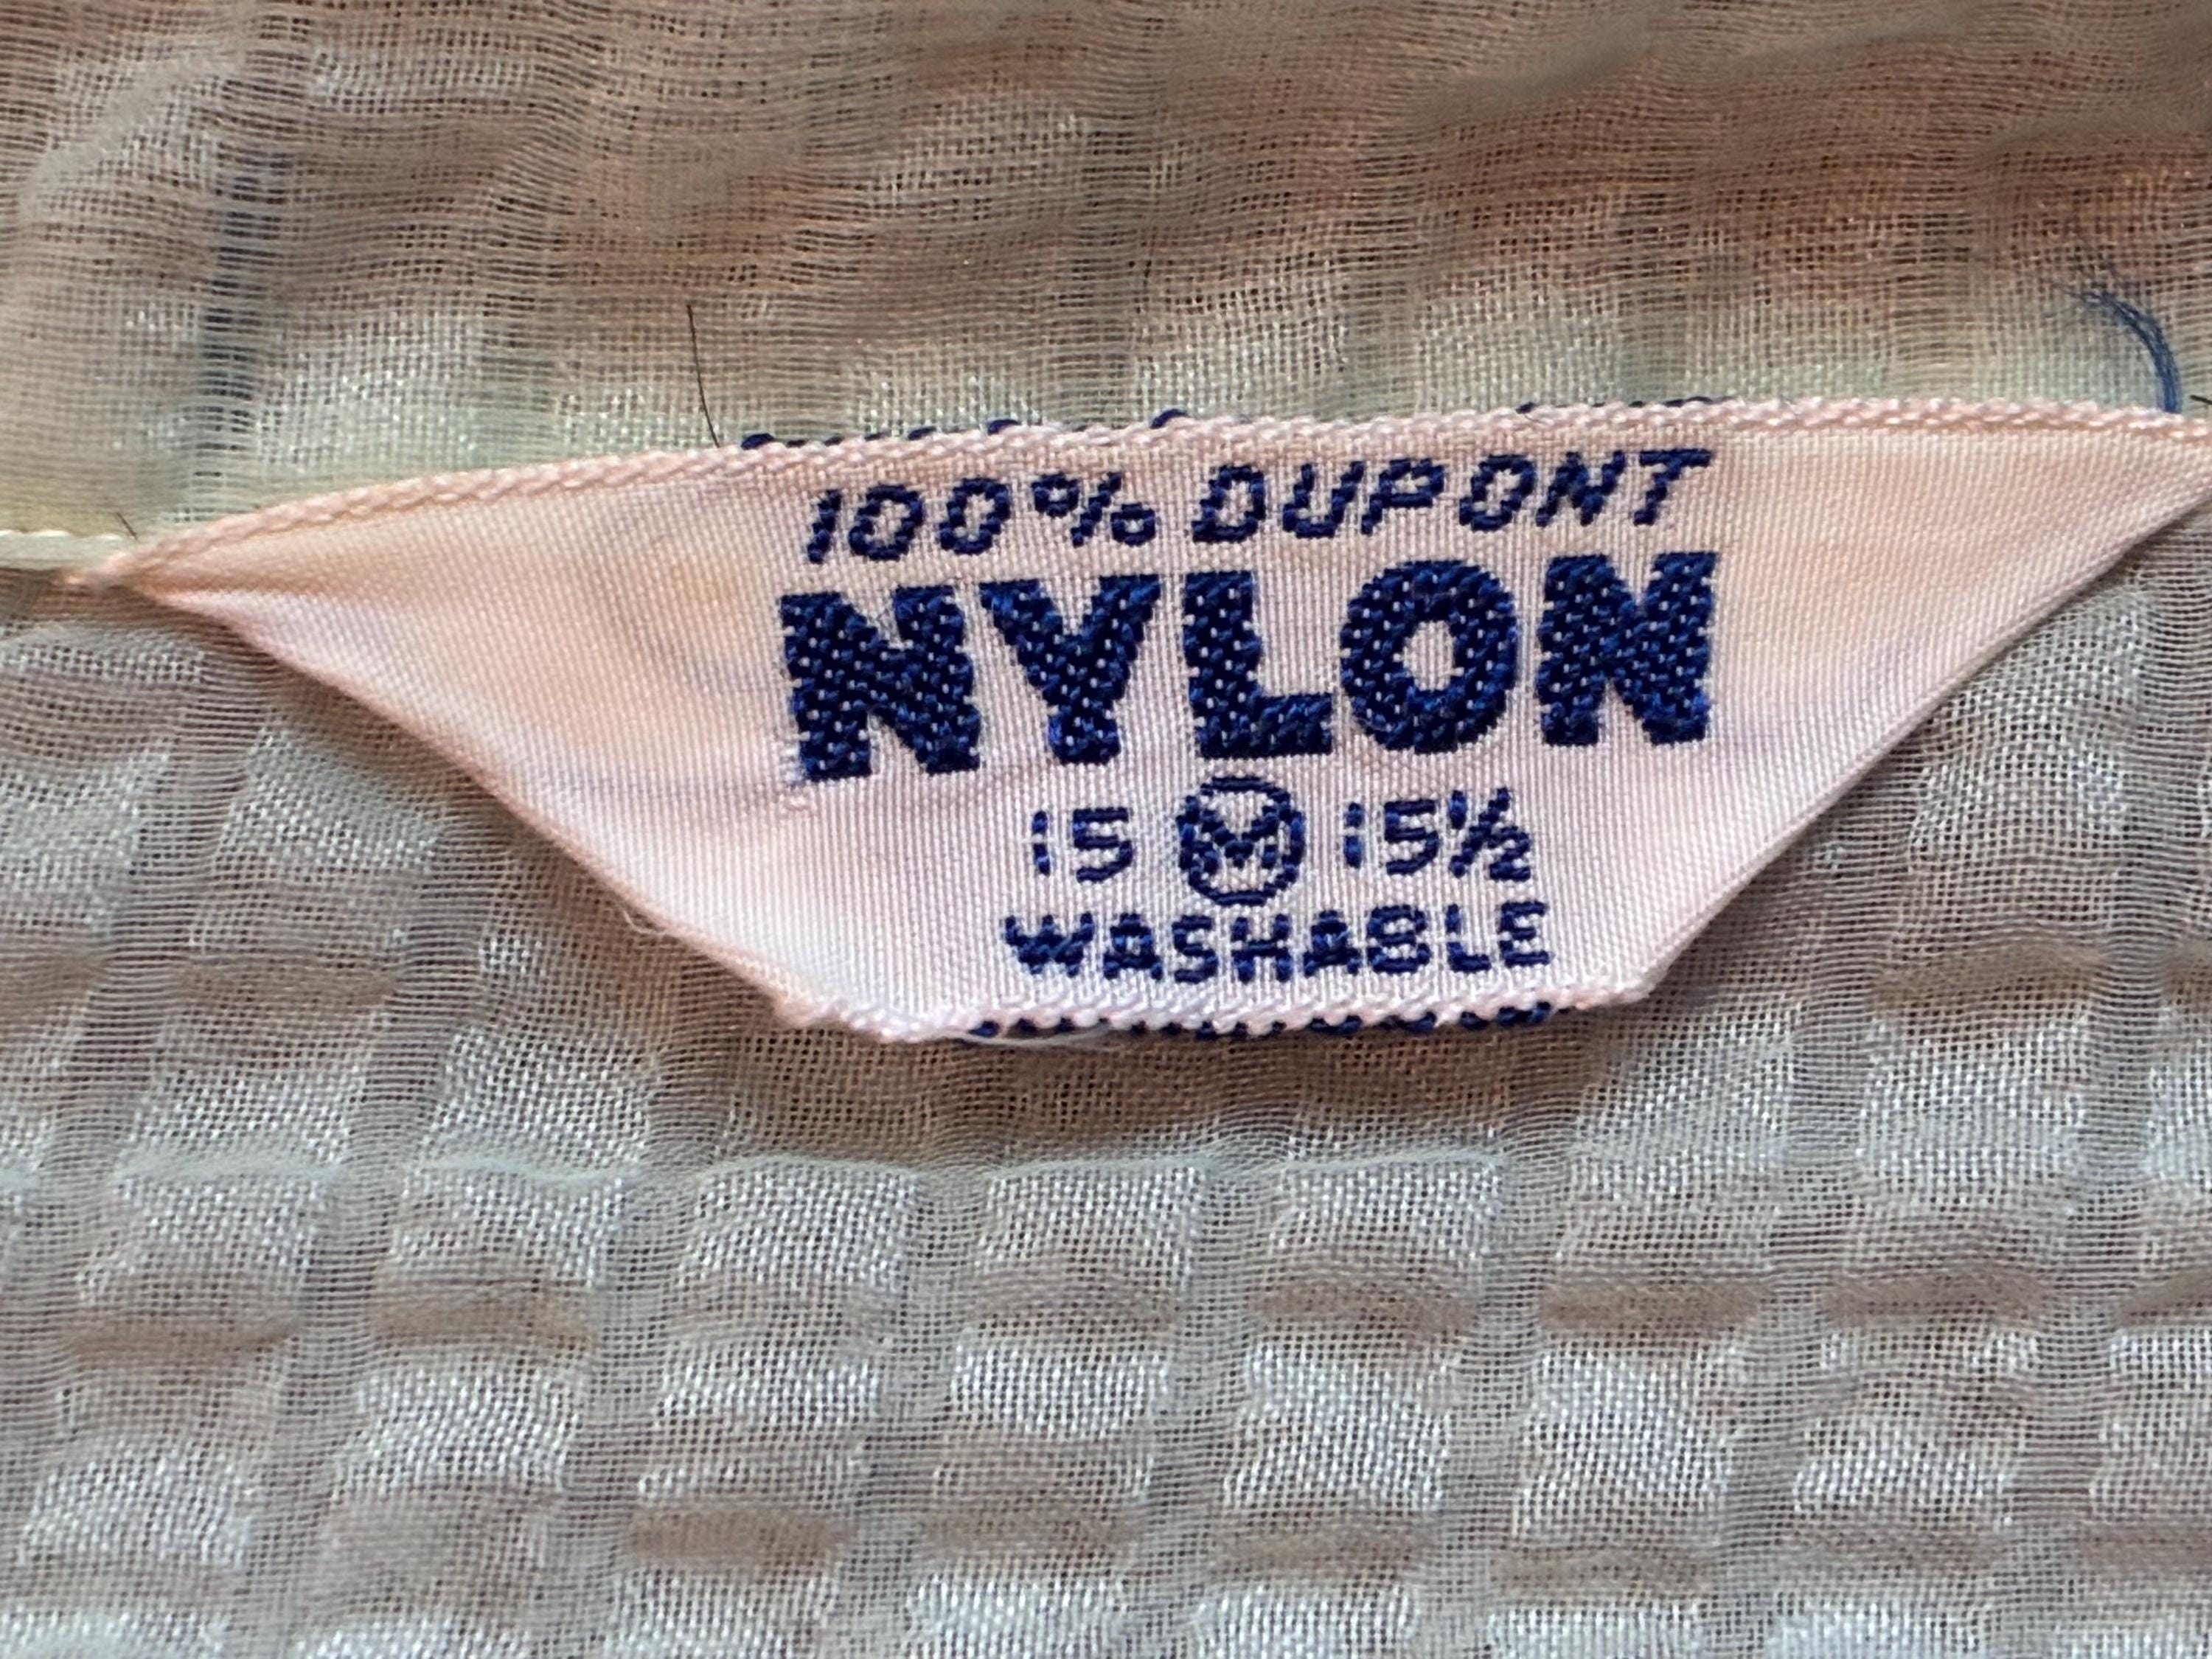 100% DUPONT
NYLON
15 M 15½
WASHABLE